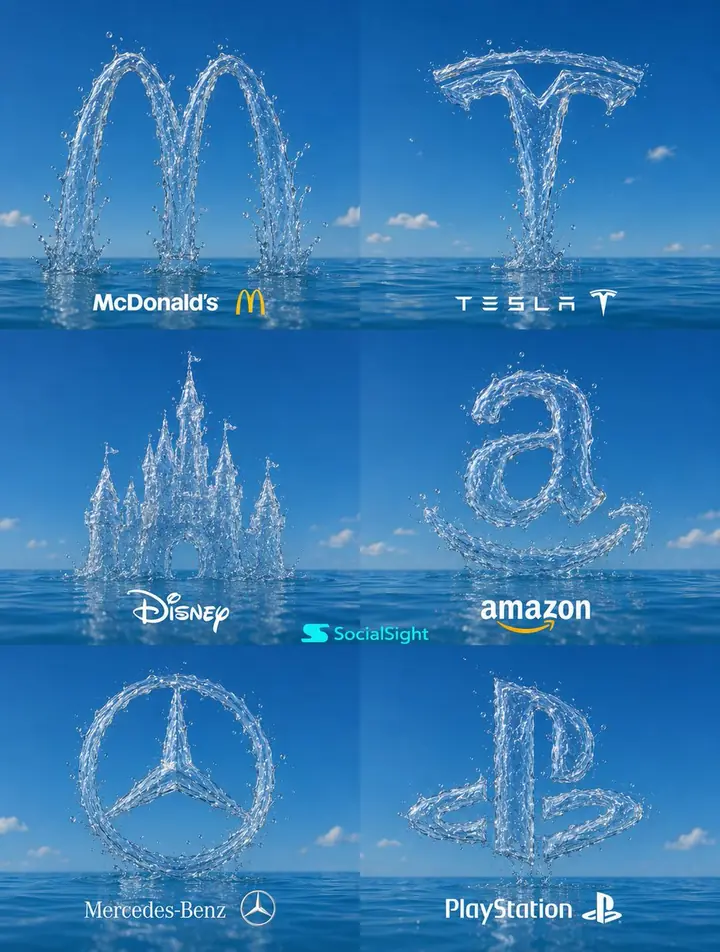 McDonald's
TESLA
Disney
amazon
SocialSight
Mercedes-Benz
PlayStation